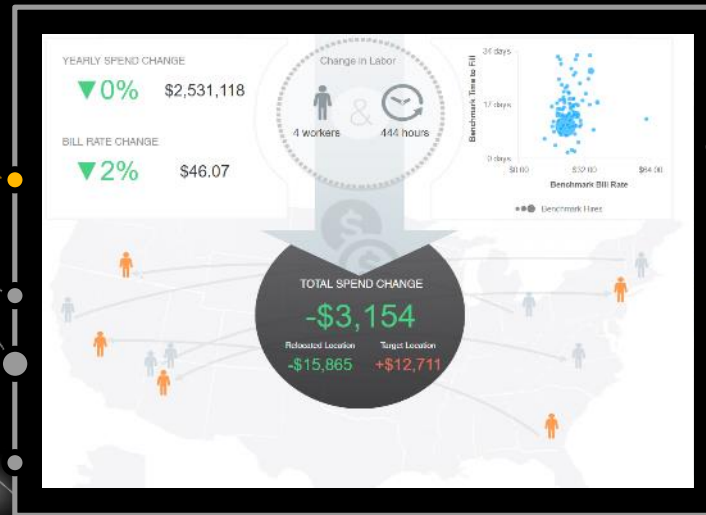 YEARLY SPEND CHANGE
▼0% $2,531,118
BILL RATE CHANGE
▼2% $46.07
Change in Labor
&
4 workers 444 hours
Benchmark Time to Fill
34 days
17 days
0 days
$0.00 $32.00 $64.00
Benchmark Bill Rate
Benchmark Hires
$
$
TOTAL SPEND CHANGE
-$3,154
Relocated Location Target Location
-$15,865 +$12,711